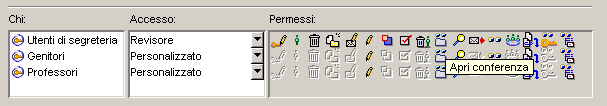 Chi: Accesso: Permessi:
Utenti di segreteria Revisore
Genitori Personalizzato
Professori Personalizzato
Apri conferenza